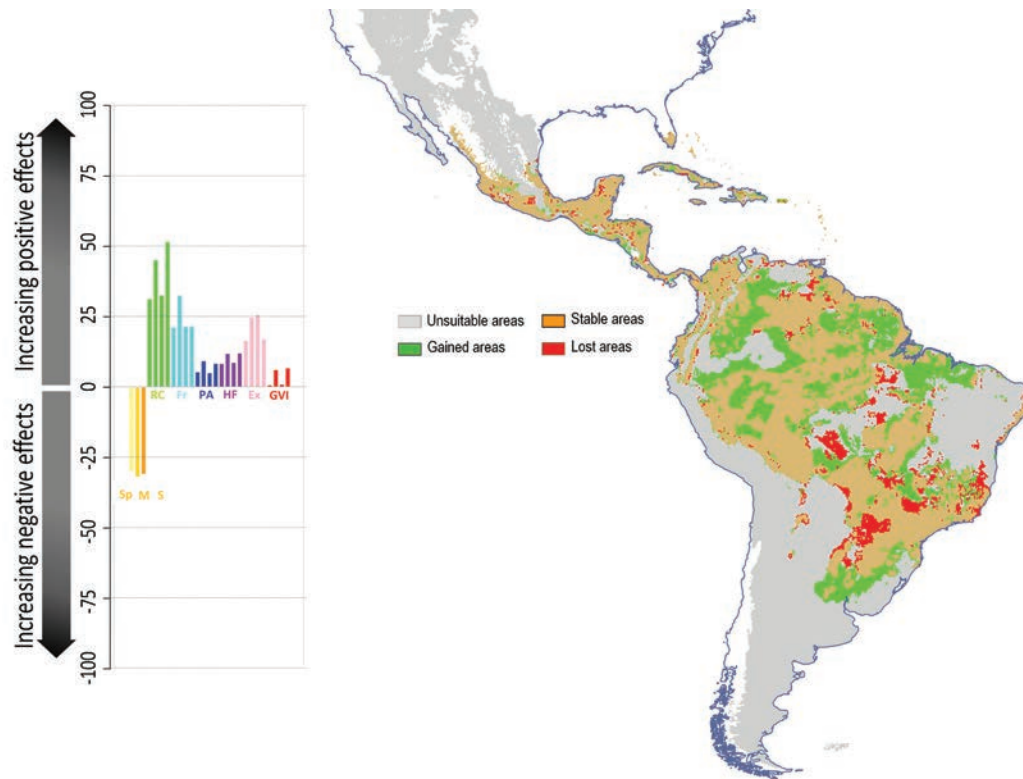 Increasing positive effects
Increasing negative effects
100
75
50
25
0
-25
-50
-75
-100
RC Fr PA HF Ex GVI
Sp M S
Unsuitable areas
Stable areas
Gained areas
Lost areas